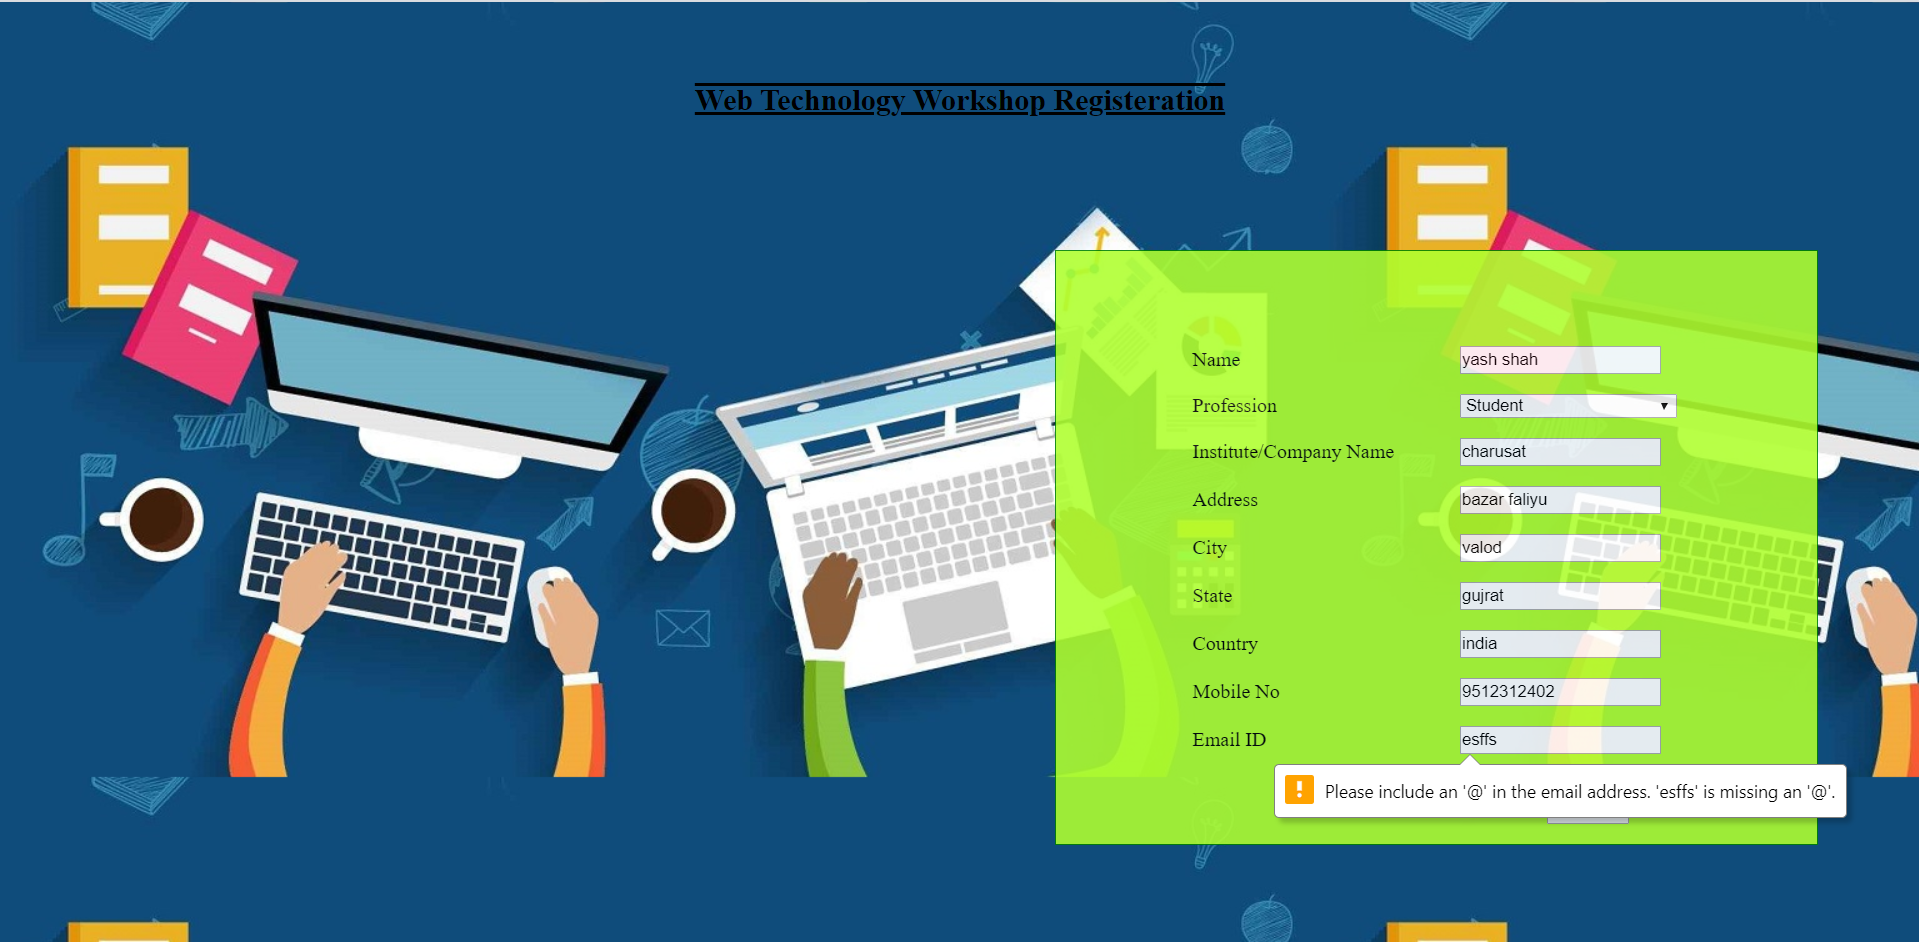 Web Technology Workshop Registeration
Name yash shah
Profession Student
Institute/Company Name charusat
Address bazar faliyu
City valod
State gujrat
Country india
Mobile No 9512312402
Email ID esffs
Please include an '@' in the email address. 'esffs' is missing an '@'.